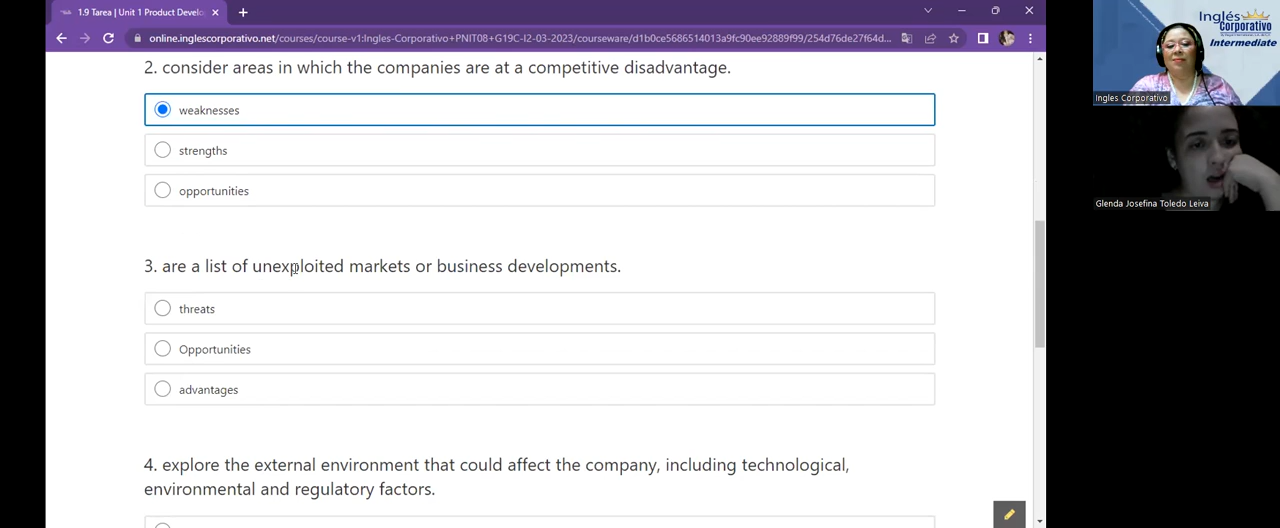 1.9 Tarea | Unit 1 Product Develo
online.inglescorporativo.net/courses/course-v1:Ingles-Corporativo+PNIT08+G19C-I2-03-2023/courseware/d1b0ce5686514013a9fc90ee92889f99/254d76de27f64d...
2. consider areas in which the companies are at a competitive disadvantage.
weaknesses
strengths
opportunities
3. are a list of unexploited markets or business developments.
threats
Opportunities
advantages
4. explore the external environment that could affect the company, including technological,
environmental and regulatory factors.
Inglés
Corporativo
Intermediate
Ingles Corporativo
Glenda Josefina Toledo Leiva